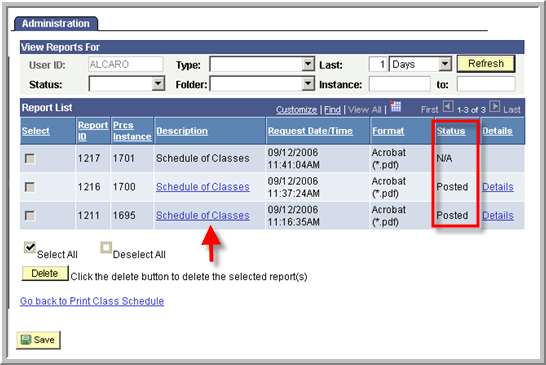 Administration
View Reports For
User ID: ALCARO Type: Last: 1 Days Refresh
Status: Folder: Instance: to:
Report List Customize | Find | View All | First 1-3 of 3 Last
Select Report ID Prcs Instance Description Request Date/Time Format Status Details
1217 1701 Schedule of Classes 09/12/2006 11:41:04AM Acrobat (*.pdf) N/A
1216 1700 Schedule of Classes 09/12/2006 11:37:24AM Acrobat (*.pdf) Posted Details
1211 1695 Schedule of Classes 09/12/2006 11:16:35AM Acrobat (*.pdf) Posted Details
Select All Deselect All
Delete Click the delete button to delete the selected report(s)
Go back to Print Class Schedule
Save